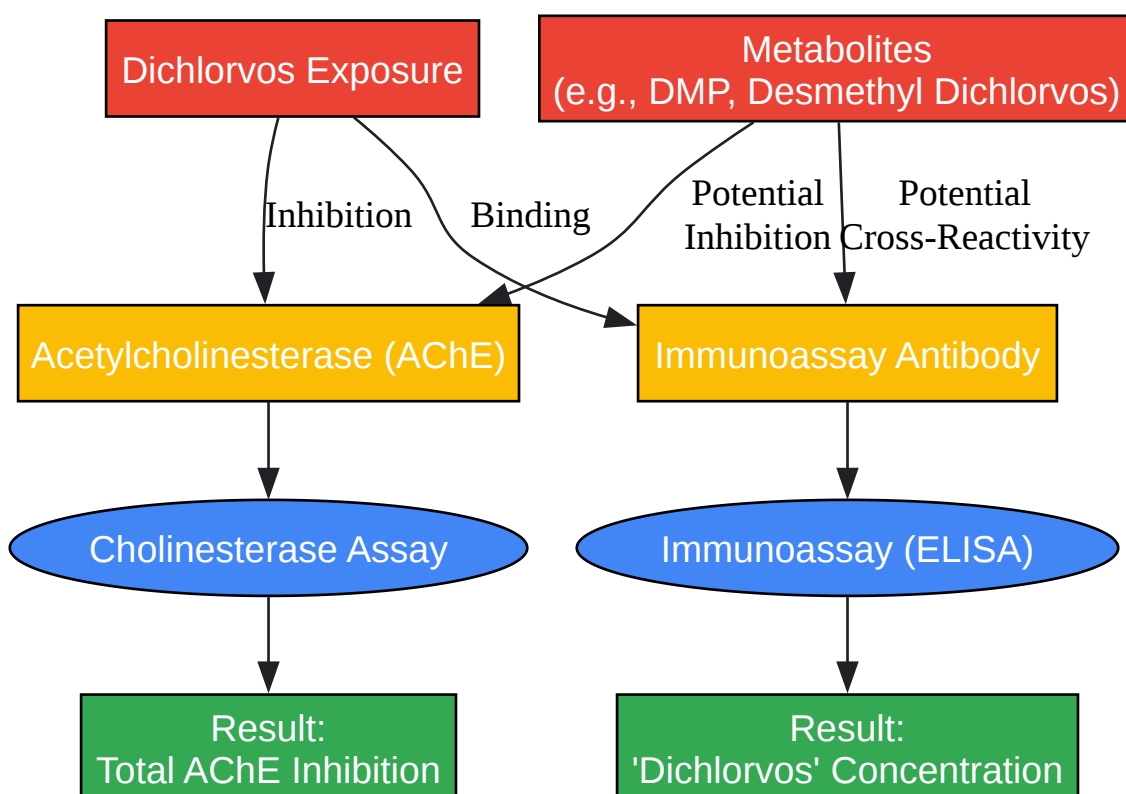 Dichlorvos Exposure
Metabolites
(e.g., DMP, Desmethyl Dichlorvos)
Inhibition
Binding
Potential
Inhibition
Potential
Cross-Reactivity
Acetylcholinesterase (AChE)
Immunoassay Antibody
Cholinesterase Assay
Immunoassay (ELISA)
Result:
Total AChE Inhibition
Result:
'Dichlorvos' Concentration